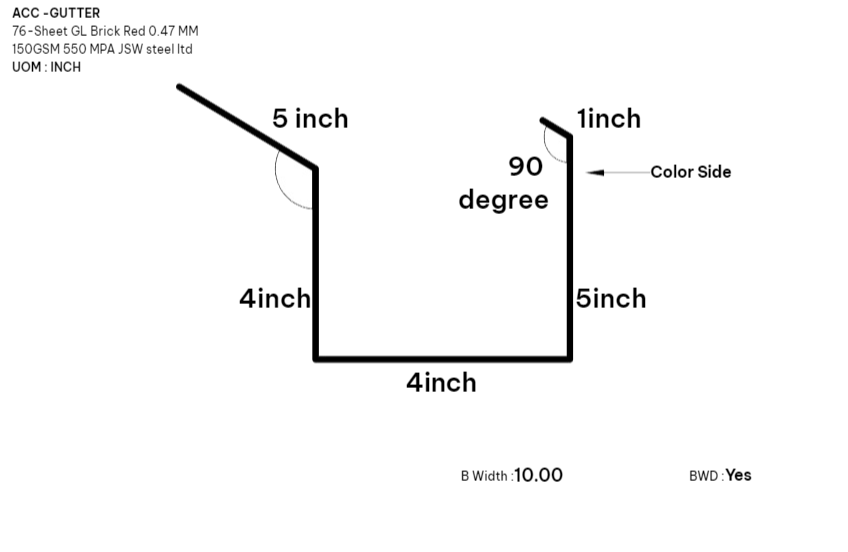 ACC -GUTTER
76-Sheet GL Brick Red 0.47 MM
150GSM 550 MPA JSW steel ltd
UOM : INCH
5 inch
1inch
90
degree
Color Side
4inch
5inch
4inch
B Width :10.00
BWD :Yes